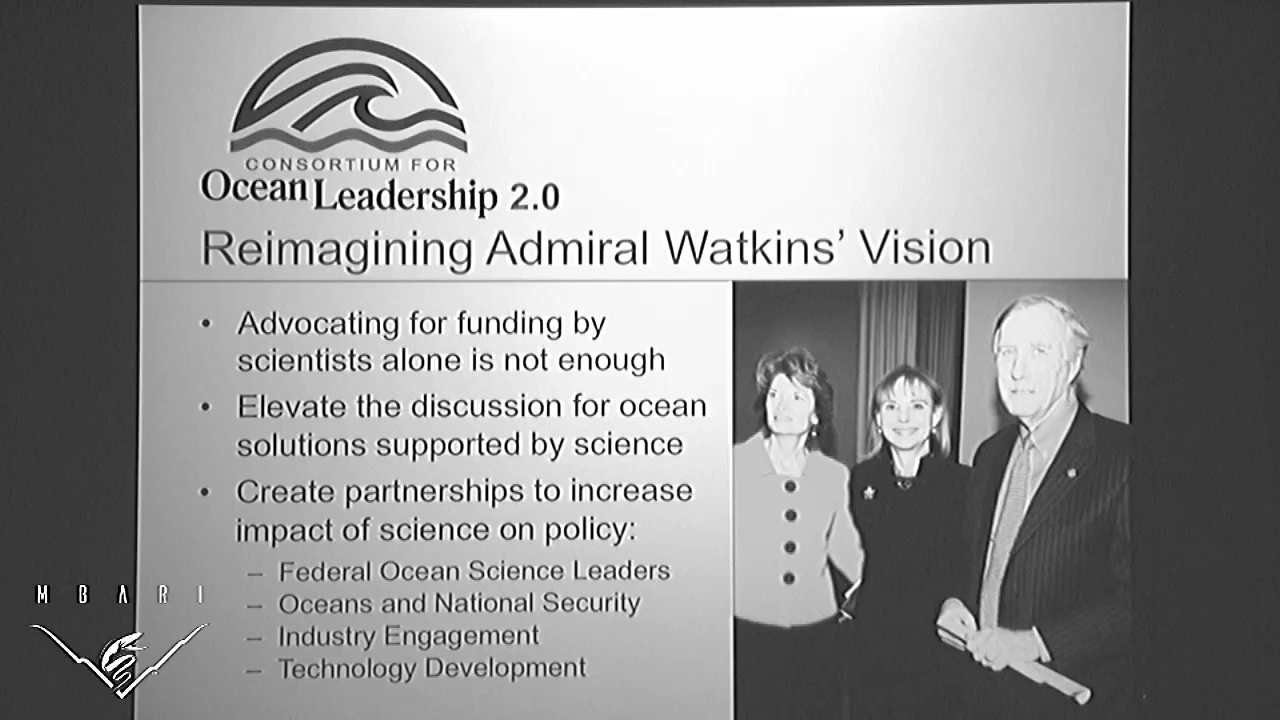 CONSORTIUM FOR
Ocean Leadership 2.0
Reimagining Admiral Watkins’ Vision
• Advocating for funding by
scientists alone is not enough
• Elevate the discussion for ocean
solutions supported by science
• Create partnerships to increase
impact of science on policy:
– Federal Ocean Science Leaders
– Oceans and National Security
– Industry Engagement
– Technology Development
MBARI